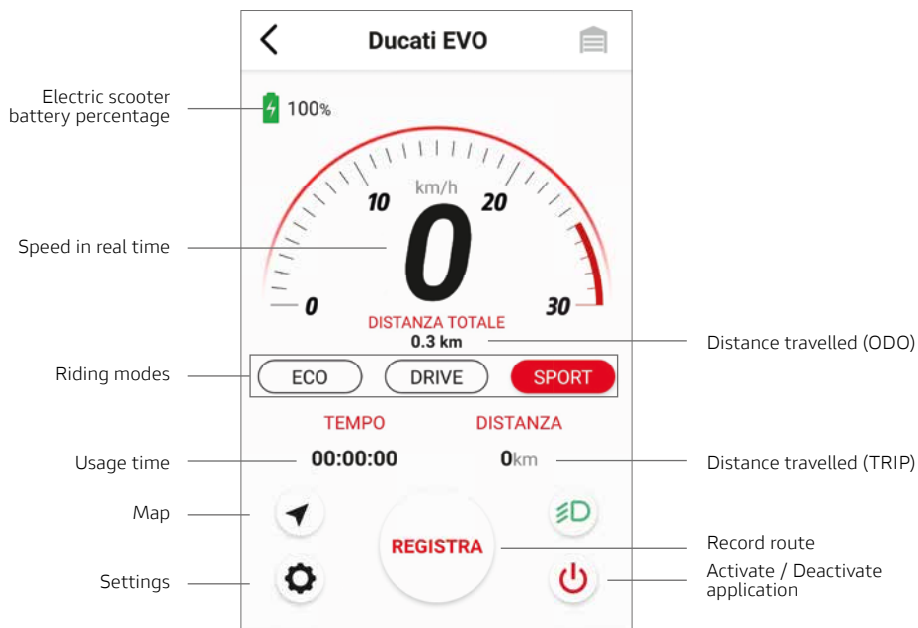 Ducati EVO
Electric scooter
battery percentage
100%
km/h
10
20
0
Speed in real time
0
30
DISTANZA TOTALE
0.3 km
Distance travelled (ODO)
Riding modes
ECO
DRIVE
SPORT
TEMPO
DISTANZA
Usage time
00:00:00
0km
Distance travelled (TRIP)
Map
REGISTRA
Record route
Settings
Activate / Deactivate
application